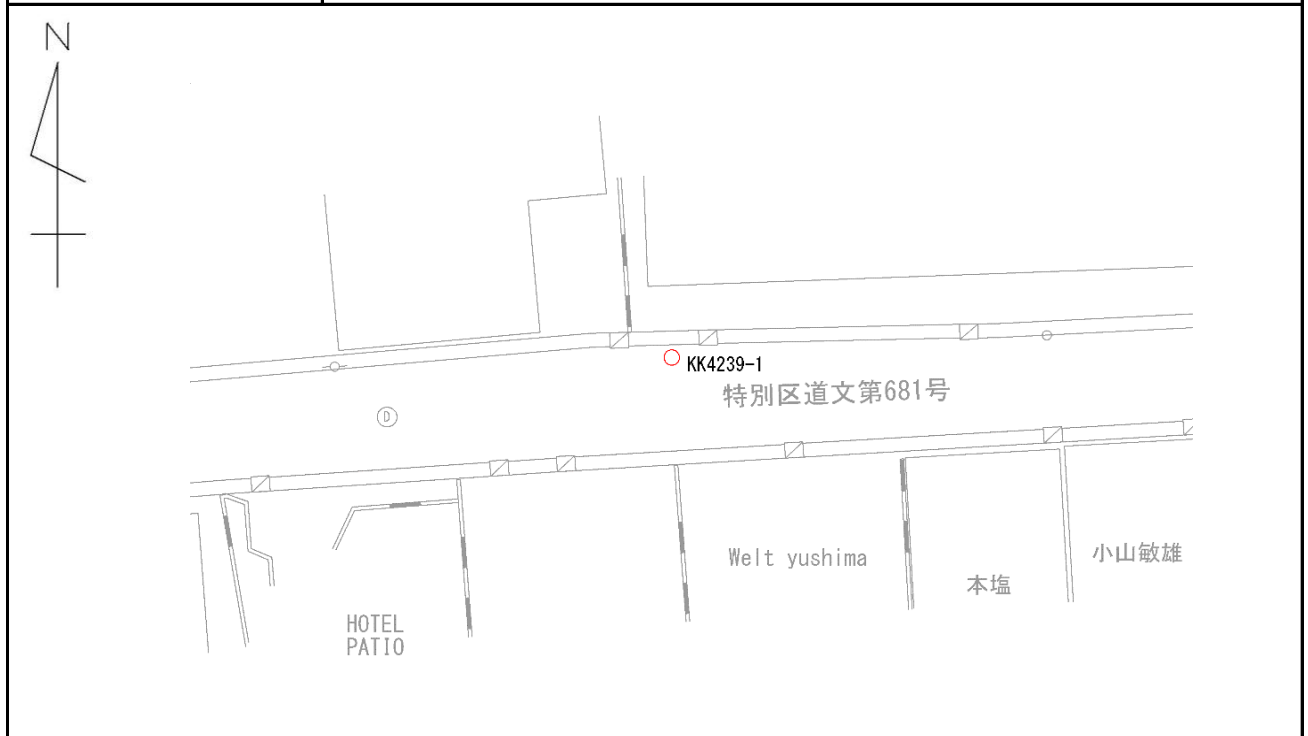 N
KK4239-1
特別区道文第681号
D
Welt yushima
小山敏雄
本塩
HOTEL
PATIO